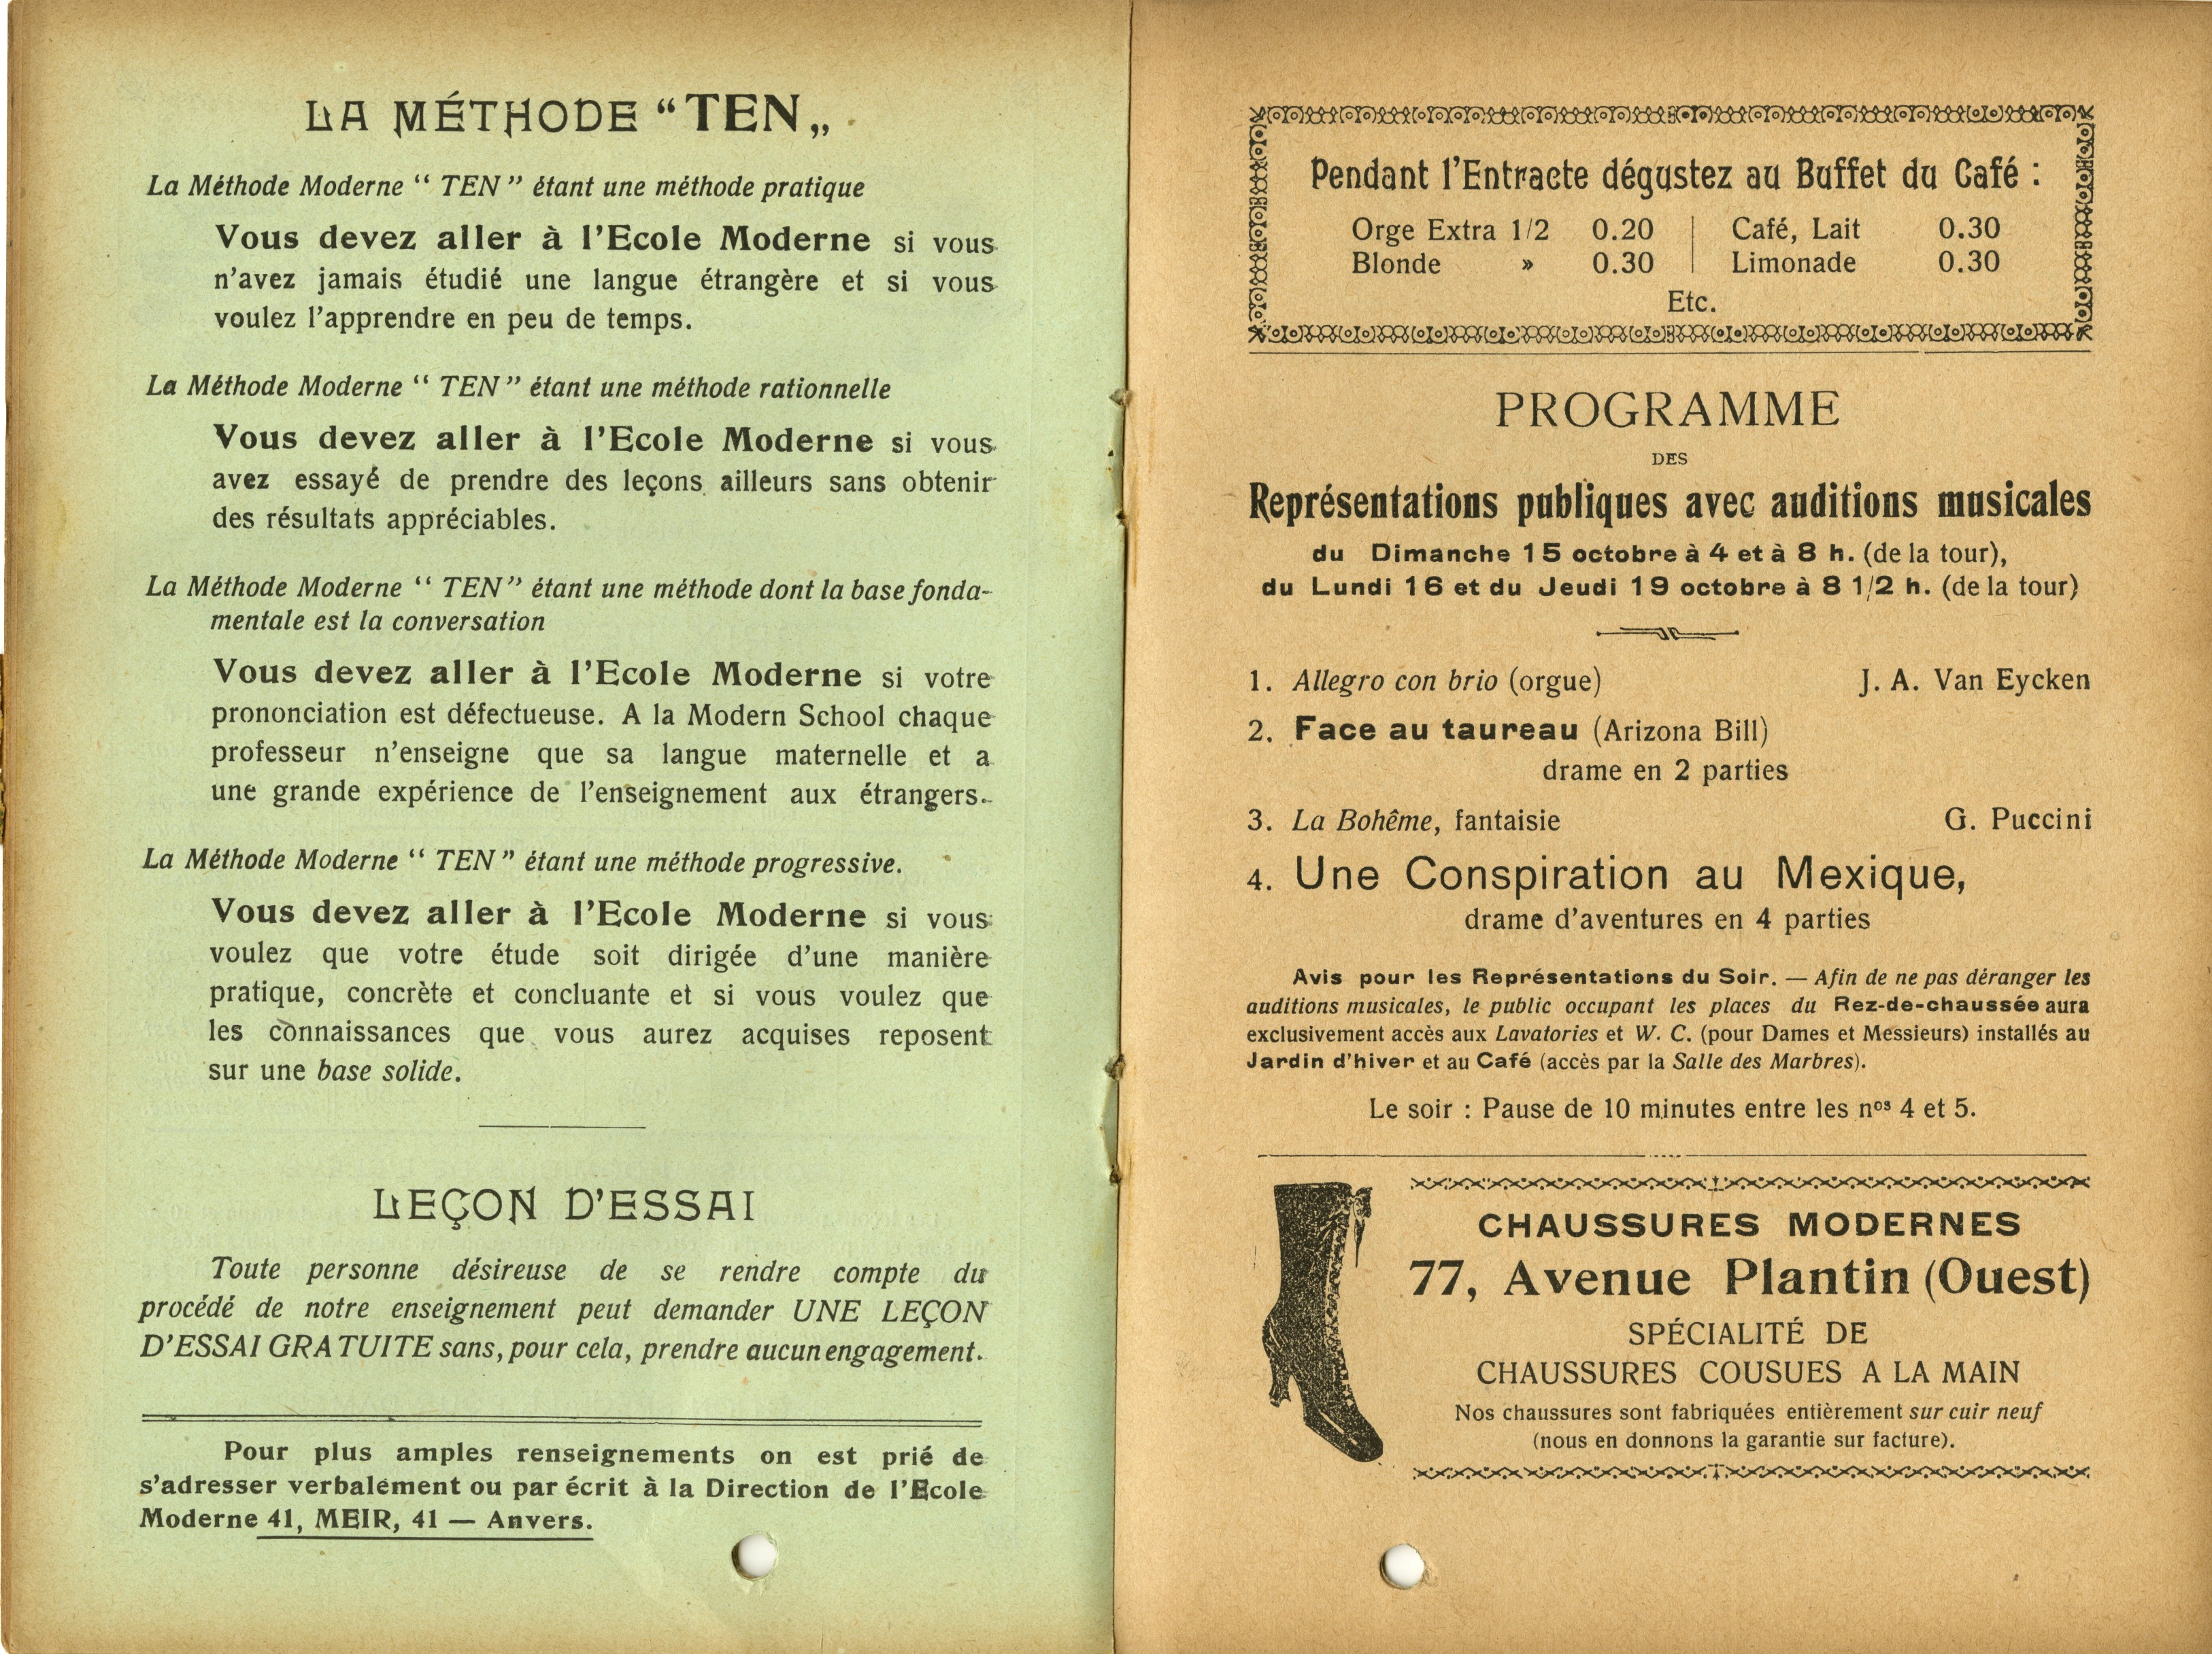 LA MÉTHODE “TEN„
La Méthode Moderne “ TEN ” étant une méthode pratique
Vous devez aller à l'Ecole Moderne si vous
n'avez jamais étudié une langue étrangère et si vous
voulez l'apprendre en peu de temps.
La Méthode Moderne “ TEN ” étant une méthode rationnelle
Vous devez aller à l'Ecole Moderne si vous
avez essayé de prendre des leçons ailleurs sans obtenir
des résultats appréciables.
La Méthode Moderne “ TEN ” étant une méthode dont la base fonda-
mentale est la conversation
Vous devez aller à l'Ecole Moderne si votre
prononciation est défectueuse. A la Modern School chaque
professeur n'enseigne que sa langue maternelle et a
une grande expérience de l'enseignement aux étrangers.
La Méthode Moderne “ TEN ” étant une méthode progressive.
Vous devez aller à l'Ecole Moderne si vous
voulez que votre étude soit dirigée d'une manière
pratique, concrète et concluante et si vous voulez que
les connaissances que vous aurez acquises reposent
sur une base solide.
LEÇON D'ESSAI
Toute personne désireuse de se rendre compte du
procédé de notre enseignement peut demander UNE LEÇON
D'ESSAI GRATUITE sans, pour cela, prendre aucun engagement.
Pour plus amples renseignements on est prié de
s'adresser verbalement ou par écrit à la Direction de l'Ecole
Moderne 41, MEIR, 41 — Anvers.
Pendant l'Entracte dégustez au Buffet du Café :
Orge Extra 1/2 0.20 | Café, Lait 0.30
Blonde » 0.30 | Limonade 0.30
Etc.
PROGRAMME
DES
Représentations publiques avec auditions musicales
du Dimanche 15 octobre à 4 et à 8 h. (de la tour),
du Lundi 16 et du Jeudi 19 octobre à 8 1/2 h. (de la tour)
1. Allegro con brio (orgue) J. A. Van Eycken
2. Face au taureau (Arizona Bill)
drame en 2 parties
3. La Bohême, fantaisie G. Puccini
4. Une Conspiration au Mexique,
drame d'aventures en 4 parties
Avis pour les Représentations du Soir. — Afin de ne pas déranger les
auditions musicales, le public occupant les places du Rez-de-chaussée aura
exclusivement accès aux Lavatories et W. C. (pour Dames et Messieurs) installés au
Jardin d'hiver et au Café (accès par la Salle des Marbres).
Le soir : Pause de 10 minutes entre les nos 4 et 5.
CHAUSSURES MODERNES
77, Avenue Plantin (Ouest)
SPÉCIALITÉ DE
CHAUSSURES COUSUES A LA MAIN
Nos chaussures sont fabriquées entièrement sur cuir neuf
(nous en donnons la garantie sur facture).